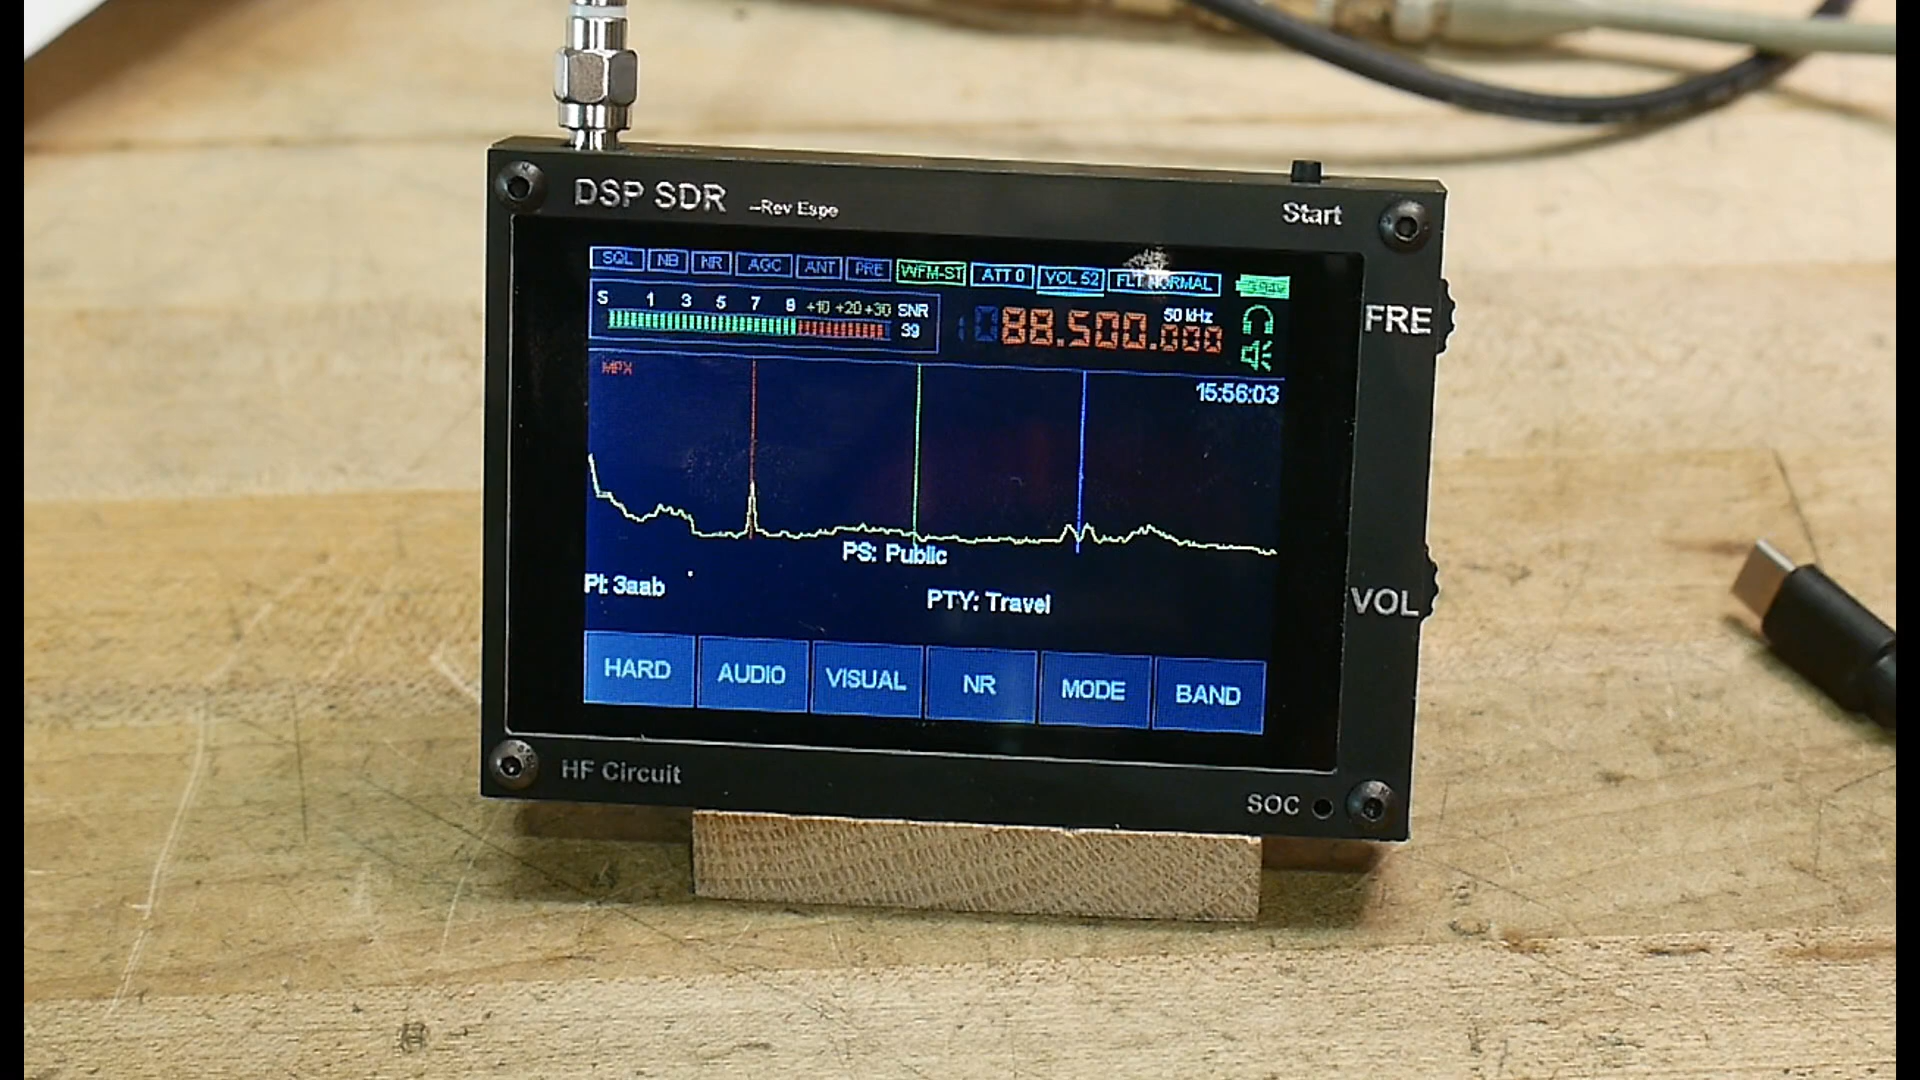 DSP SDR –Rev Espe Start
SQL NB NR AGC ANT PRE WFM-ST ATT 0 VOL 52 FLT NORMAL
S 1 3 5 7 9 +10 +20 +30 SNR
39
50 kHz
88.500.000
FRE
MPX
15:56:03
PS: Public
PI: 3aab
PTY: Travel
VOL
HARD AUDIO VISUAL NR MODE BAND
HF Circuit
SOC